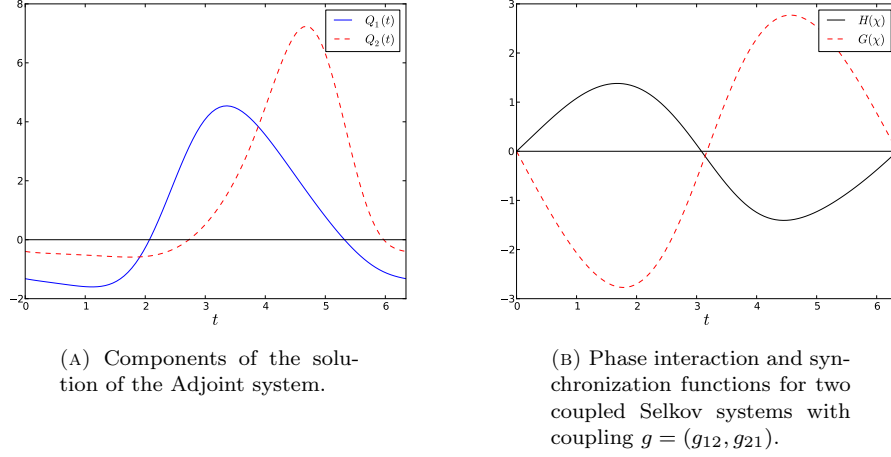 8
6
4
2
0
−2
0
1
2
3
4
5
6
t
Q₁(t)
Q₂(t)
3
2
1
0
−1
−2
−3
0
1
2
3
4
5
6
t
H(χ)
G(χ)
(A) Components of the solu-
tion of the Adjoint system.
(B) Phase interaction and syn-
chronization functions for two
coupled Selkov systems with
coupling g = (g₁₂, g₂₁).